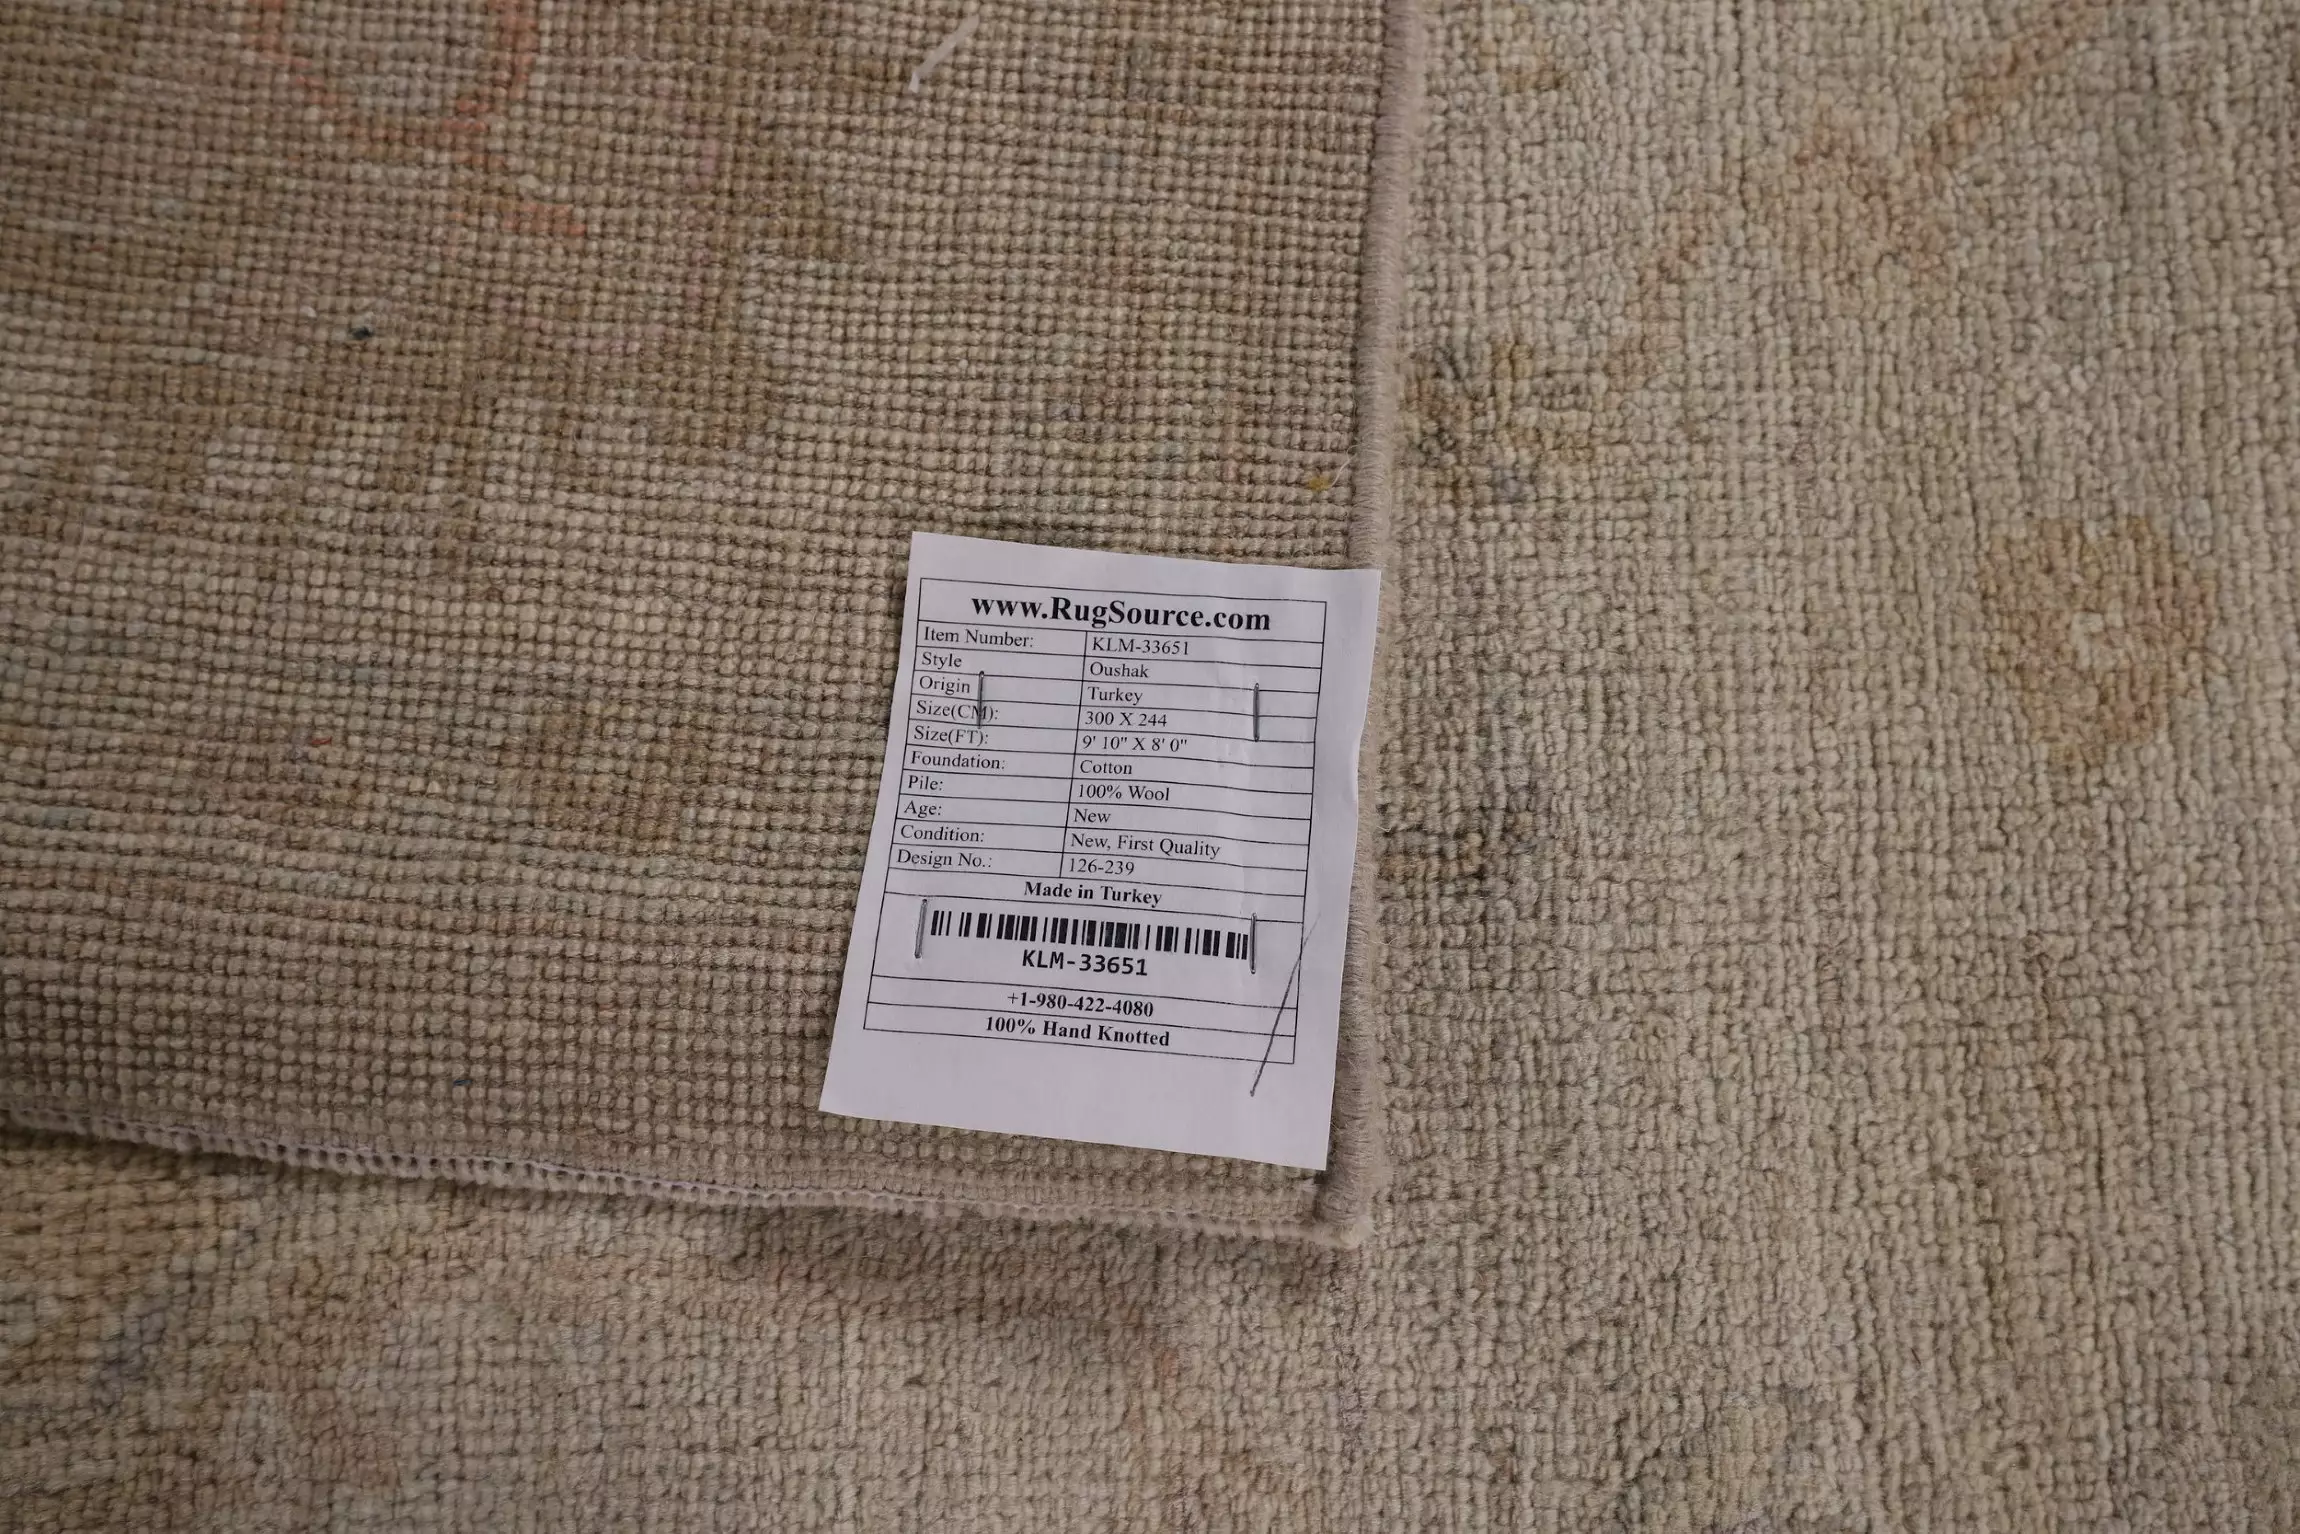 www.RugSource.com
Item Number: KLM-33651
Style Oushak
Origin Turkey
Size(CM): 300 X 244
Size(FT): 9' 10" X 8' 0"
Foundation: Cotton
Pile: 100% Wool
Age: New
Condition: New, First Quality
Design No.: 126-239
Made in Turkey
KLM-33651
+1-980-422-4080
100% Hand Knotted